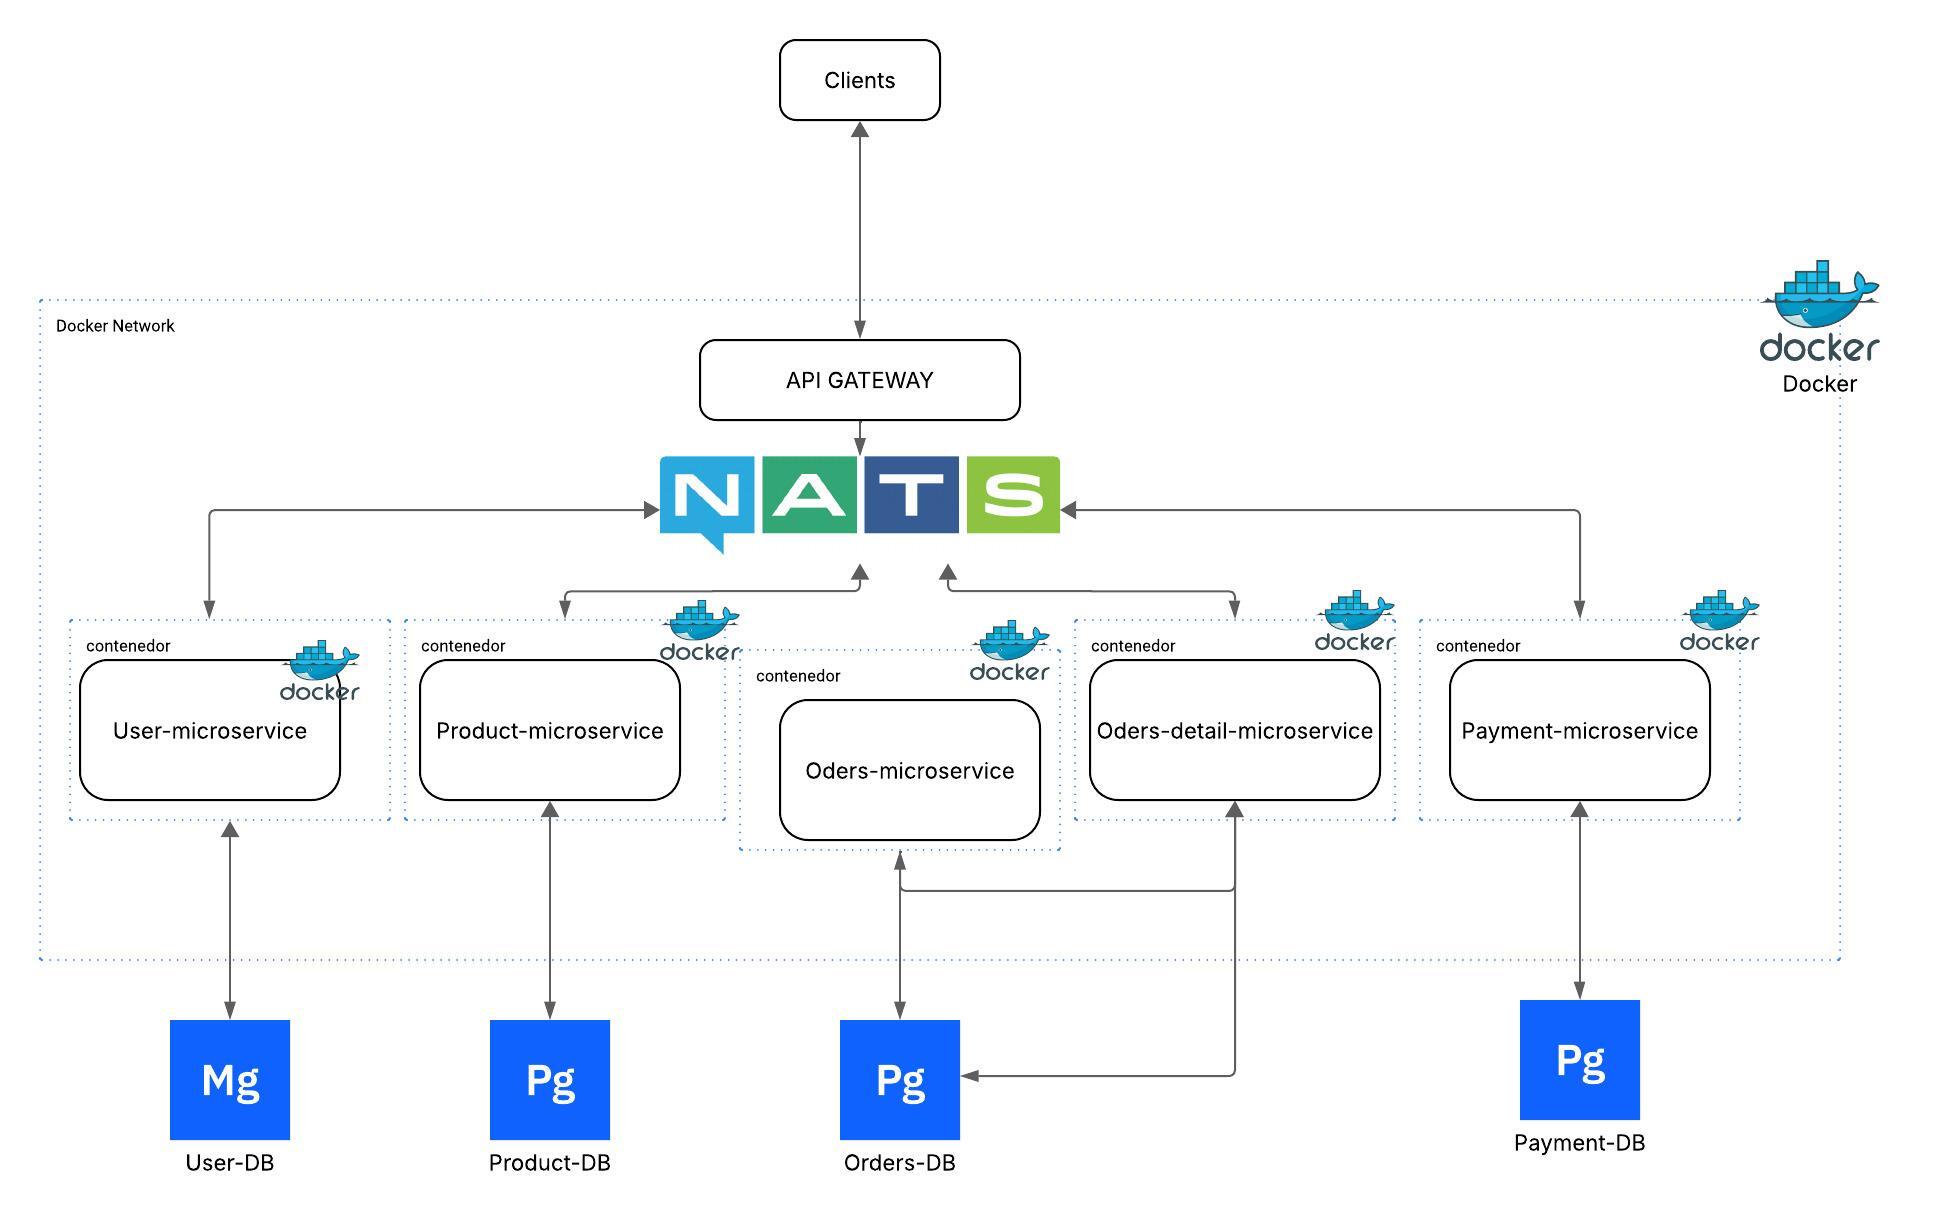 Clients
Docker Network
docker
Docker
API GATEWAY
NATS
contenedor
docker
User-microservice
contenedor
docker
Product-microservice
contenedor
docker
Oders-microservice
contenedor
docker
Oders-detail-microservice
contenedor
docker
Payment-microservice
Mg
User-DB
Pg
Product-DB
Pg
Orders-DB
Pg
Payment-DB